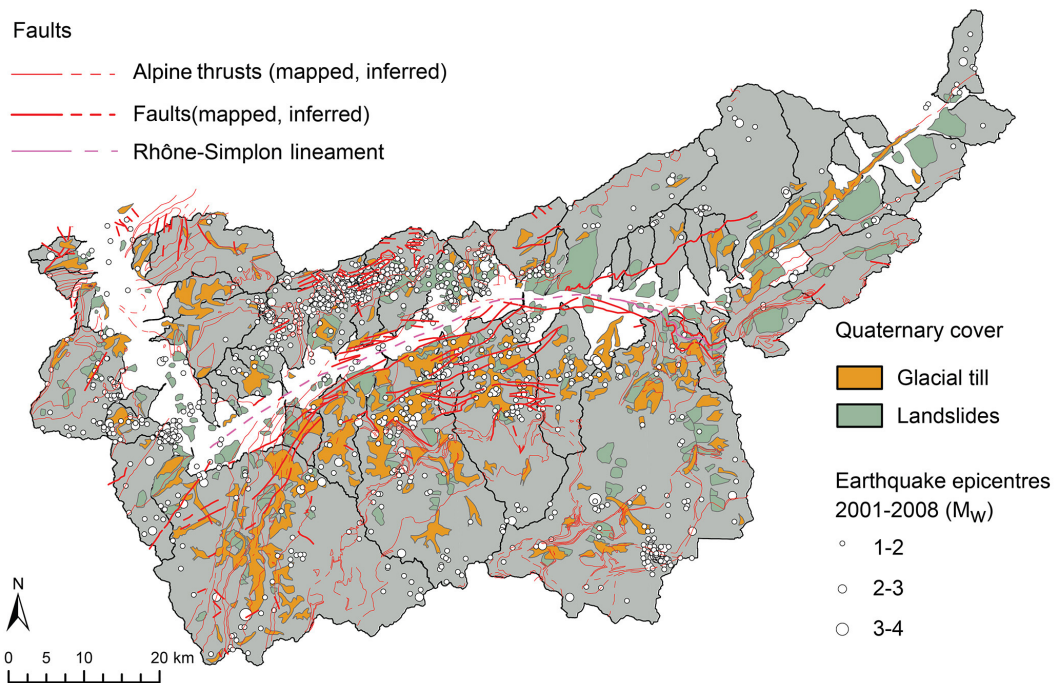 Faults
Alpine thrusts (mapped, inferred)
Faults(mapped, inferred)
Rhône-Simplon lineament
Quaternary cover
Glacial till
Landslides
Earthquake epicentres
2001-2008 (MW)
1-2
2-3
3-4
N
0 5 10 20 km